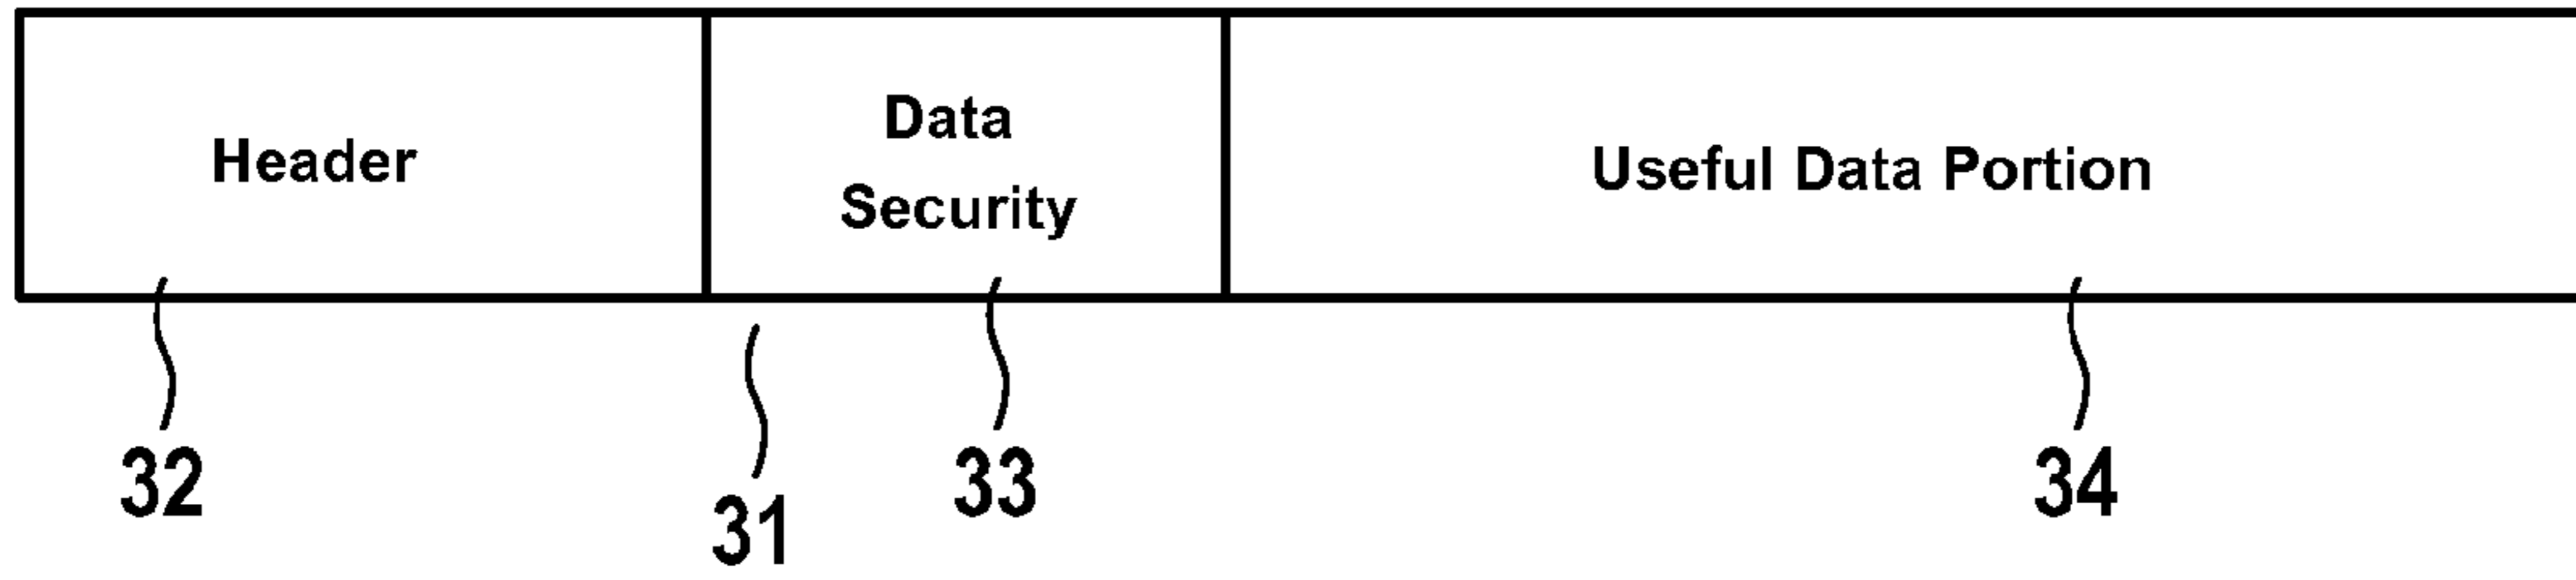 Header
Data
Security
Useful Data Portion
32
31
33
34